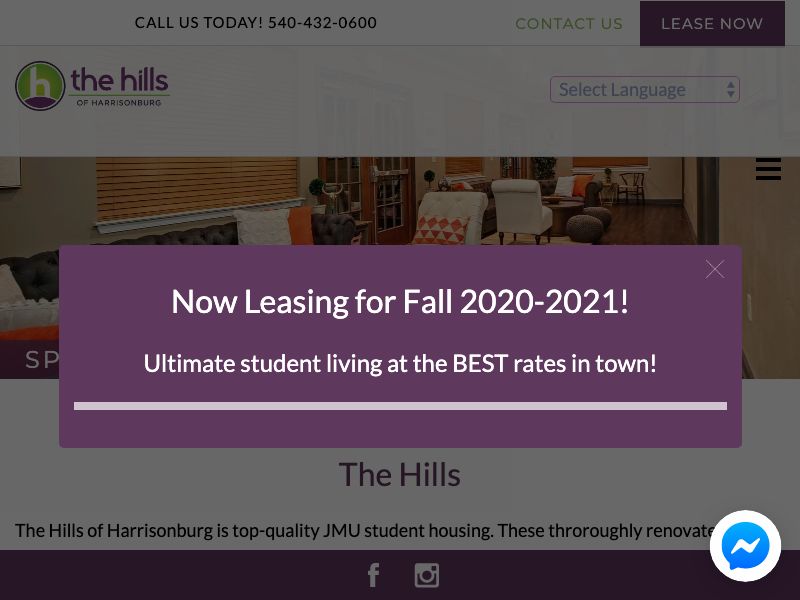 CALL US TODAY! 540-432-0600
CONTACT US
LEASE NOW
h the hills
OF HARRISONBURG
Select Language
Now Leasing for Fall 2020-2021!
Ultimate student living at the BEST rates in town!
SP
The Hills
The Hills of Harrisonburg is top-quality JMU student housing. These throroughly renovate